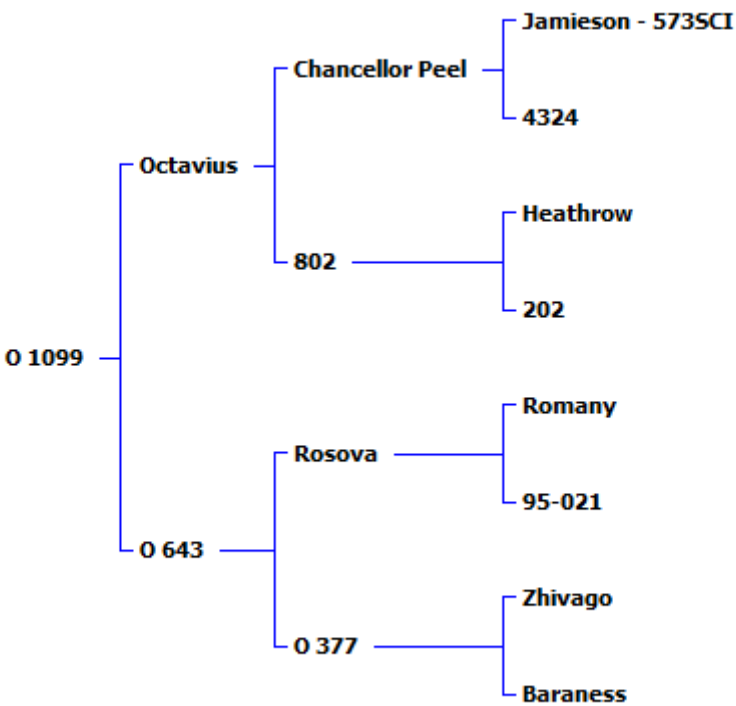 Jamieson - 573SCI
Chancellor Peel
4324
Octavius
Heathrow
802
202
O 1099
Romany
Rosova
95-021
O 643
Zhivago
O 377
Baraness